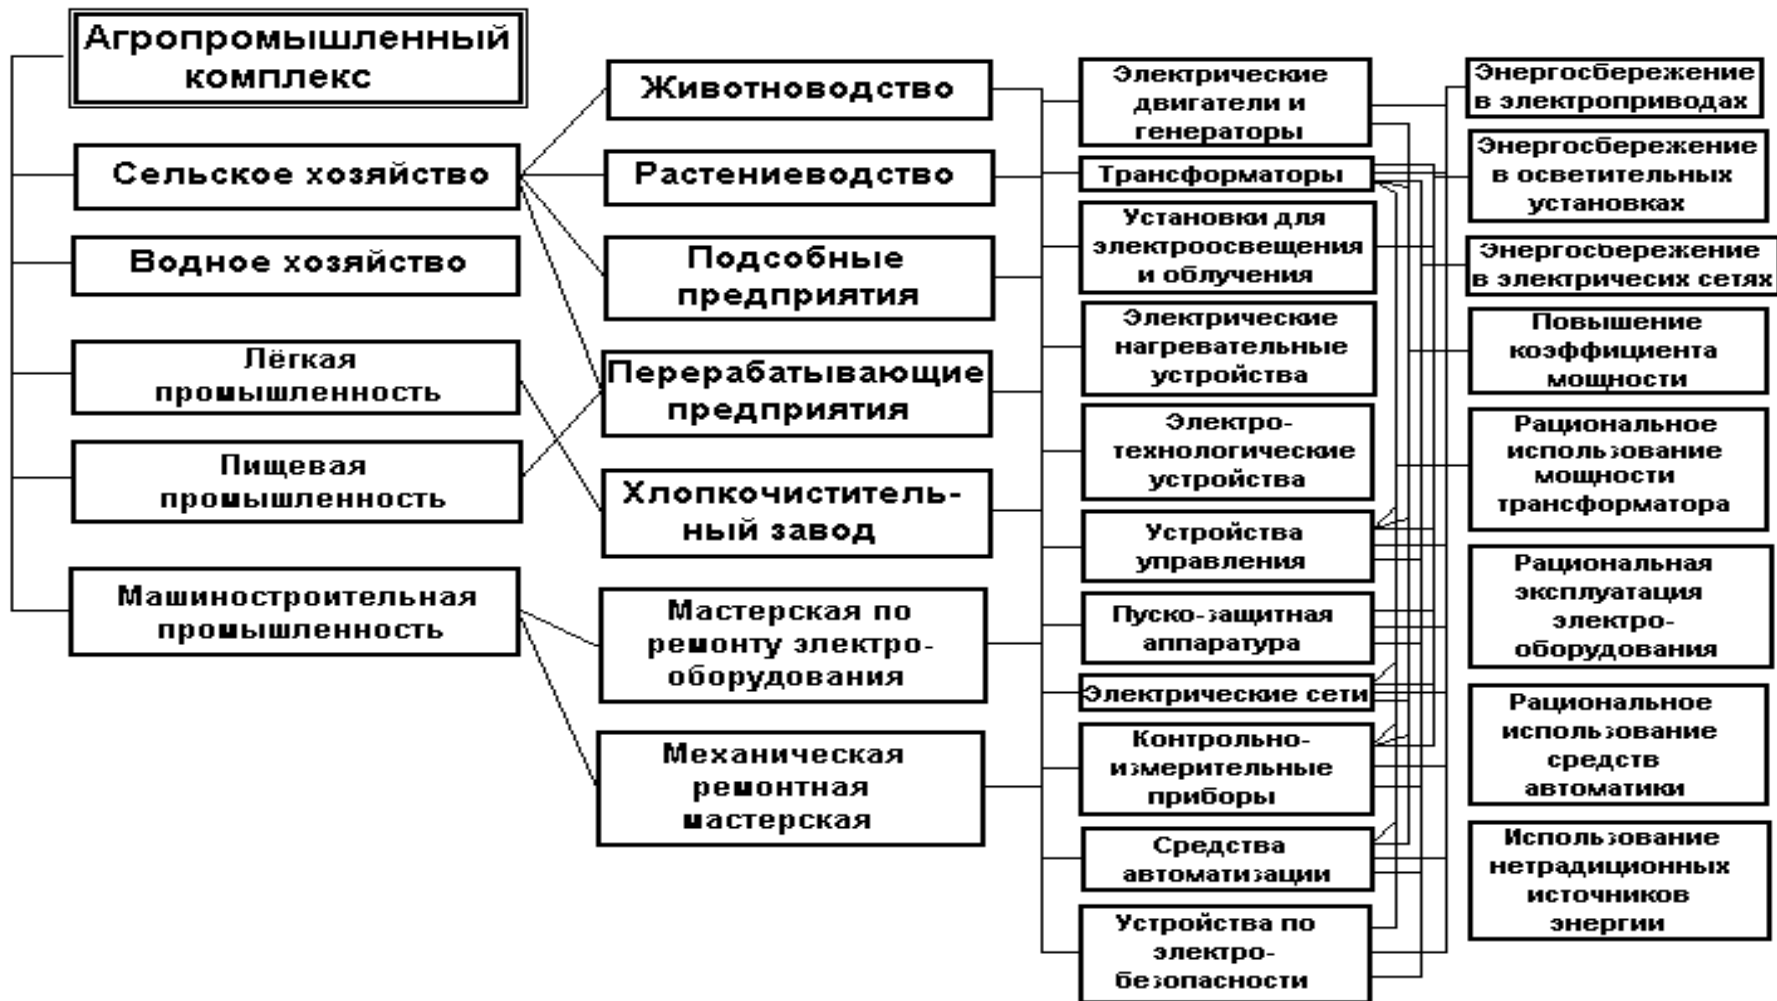 Агропромышленный
комплекс
Сельское хозяйство
Водное хозяйство
Лёгкая
промышленность
Пищевая
промышленность
Машиностроительная
промышленность
Животноводство
Растениеводство
Подсобные
предприятия
Перерабатывающие
предприятия
Хлопкочиститель-
ный завод
Мастерская по
ремонту электро-
оборудования
Механическая
ремонтная
мастерская
Электрические
двигатели и
генераторы
Трансформаторы
Установки для
электроосвещения
и облучения
Электрические
нагревательные
устройства
Электро-
технологические
устройства
Устройства
управления
Пуско-защитная
аппаратура
Электрические сети
Контрольно-
измерительные
приборы
Средства
автоматизации
Устройства по
электро-
безопасности
Энергосбережение
в электроприводах
Энергосбережение
в осветительных
установках
Энергосбережение
в электричесих сетях
Повышение
коэффициента
мощности
Рациональное
использование
мощности
трансформатора
Рациональная
эксплуатация
электро-
оборудования
Рациональное
использование
средств
автоматики
Использование
нетрадиционных
источников
энергии